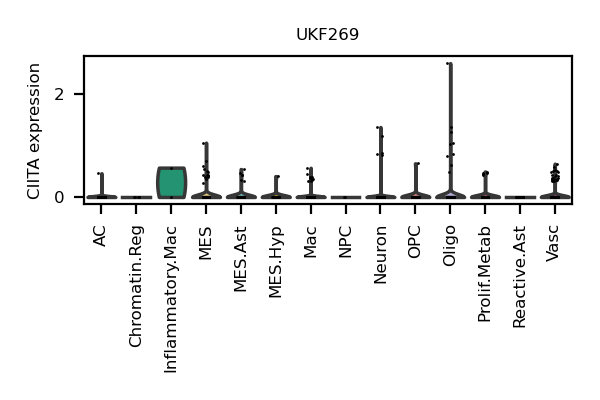 UKF269
CIITA expression
2
0
AC
Chromatin.Reg
Inflammatory.Mac
MES
MES.Ast
MES.Hyp
Mac
NPC
Neuron
OPC
Oligo
Prolif.Metab
Reactive.Ast
Vasc